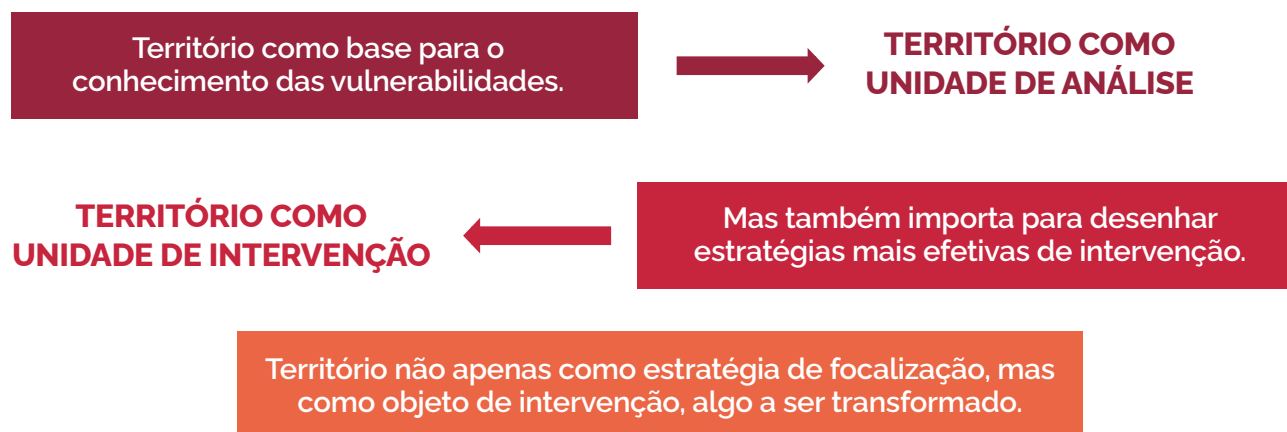 Território como base para o
conhecimento das vulnerabilidades.
TERRITÓRIO COMO
UNIDADE DE ANÁLISE
TERRITÓRIO COMO
UNIDADE DE INTERVENÇÃO
Mas também importa para desenhar
estratégias mais efetivas de intervenção.
Território não apenas como estratégia de focalização, mas
como objeto de intervenção, algo a ser transformado.